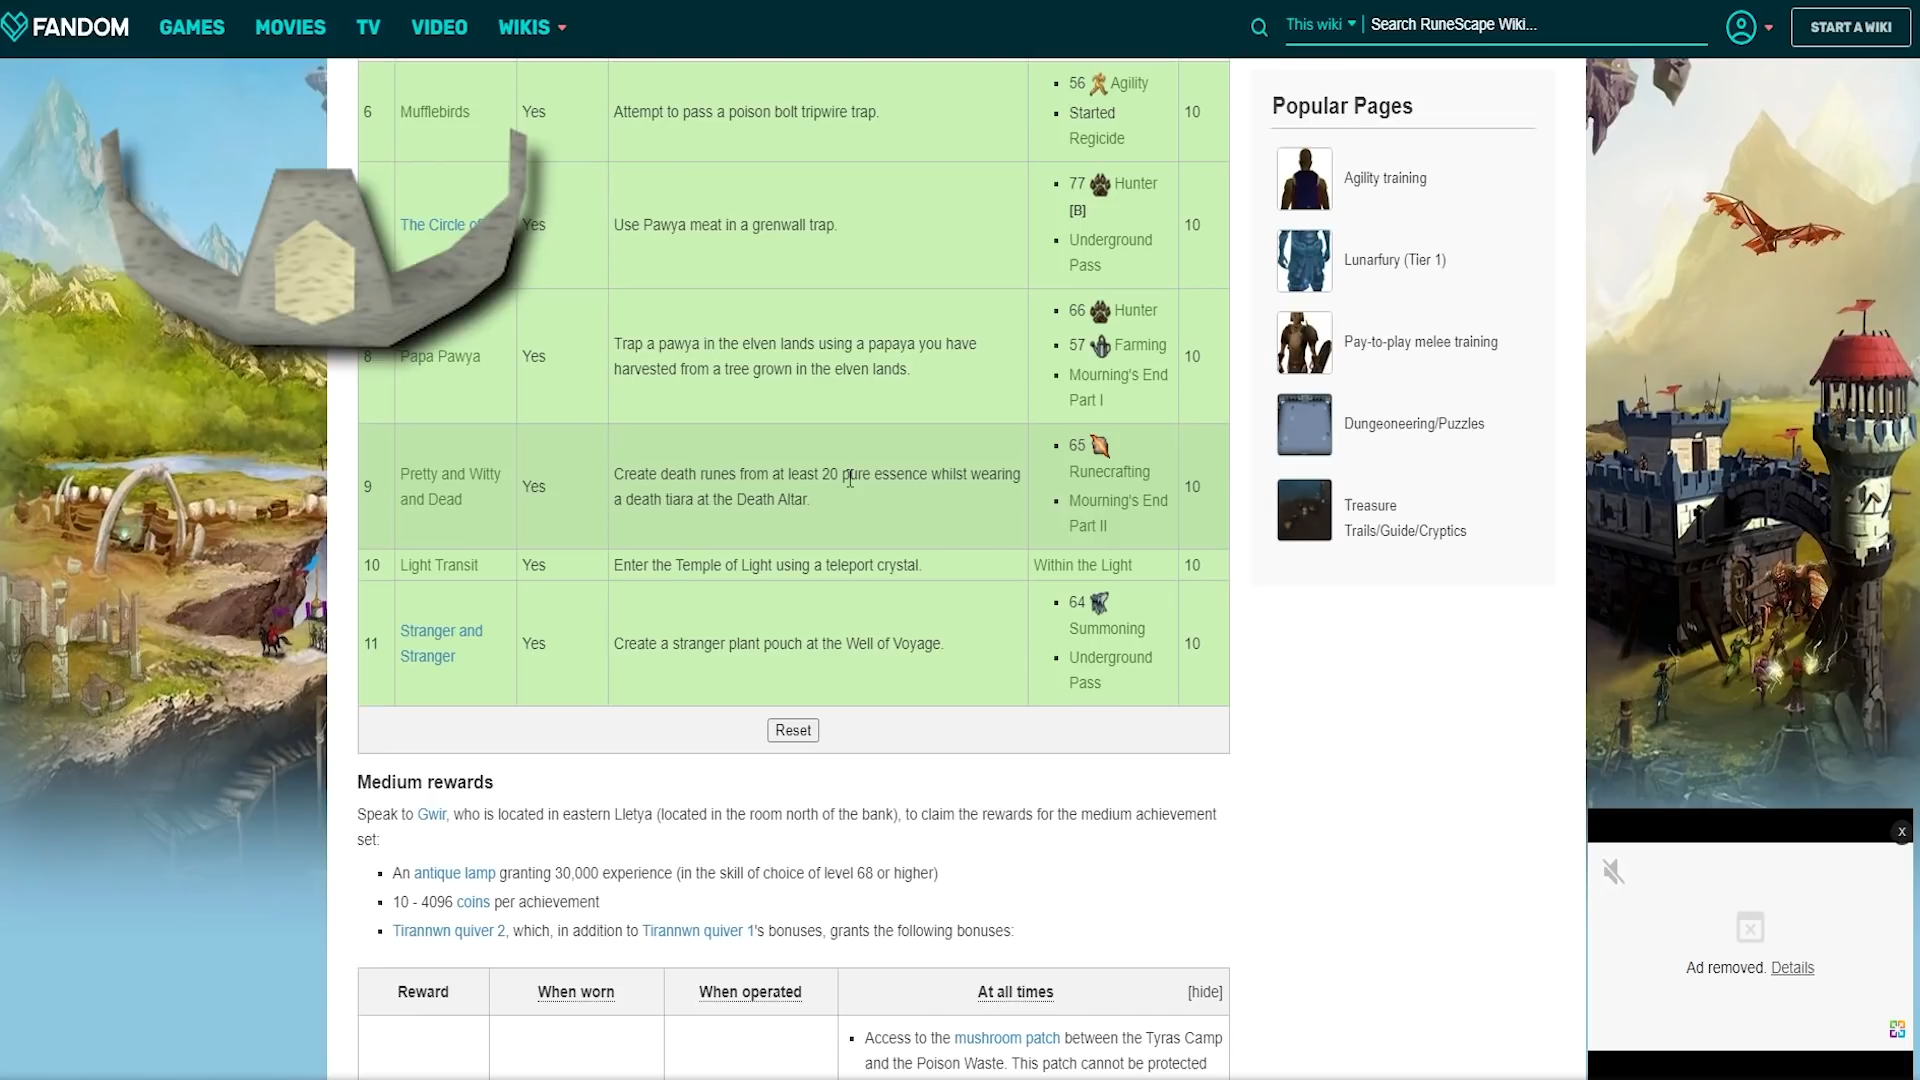 FANDOM GAMES MOVIES TV VIDEO WIKIS This wiki Search RuneScape Wiki... START A WIKI
6 Mufflebirds Yes Attempt to pass a poison bolt tripwire trap.
56 Agility
Started
Regicide
10
The Circle of Yes Use Pawya meat in a grenwall trap.
77 Hunter
[B]
Underground
Pass
10
8 Papa Pawya Yes
Trap a pawya in the elven lands using a papaya you have
harvested from a tree grown in the elven lands.
66 Hunter
57 Farming
Mourning's End
Part I
10
9
Pretty and Witty
and Dead
Yes
Create death runes from at least 20 pure essence whilst wearing
a death tiara at the Death Altar.
65
Runecrafting
Mourning's End
Part II
10
10 Light Transit Yes Enter the Temple of Light using a teleport crystal. Within the Light 10
11
Stranger and
Stranger
Yes
Create a stranger plant pouch at the Well of Voyage.
64
Summoning
Underground
Pass
10
Reset
Medium rewards
Speak to Gwir, who is located in eastern Lletya (located in the room north of the bank), to claim the rewards for the medium achievement
set:
An antique lamp granting 30,000 experience (in the skill of choice of level 68 or higher)
10 - 4096 coins per achievement
Tirannwn quiver 2, which, in addition to Tirannwn quiver 1's bonuses, grants the following bonuses:
Reward When worn When operated At all times [hide]
Access to the mushroom patch between the Tyras Camp
and the Poison Waste. This patch cannot be protected
Popular Pages
Agility training
Lunarfury (Tier 1)
Pay-to-play melee training
Dungeoneering/Puzzles
Treasure
Trails/Guide/Cryptics
X
Ad removed. Details